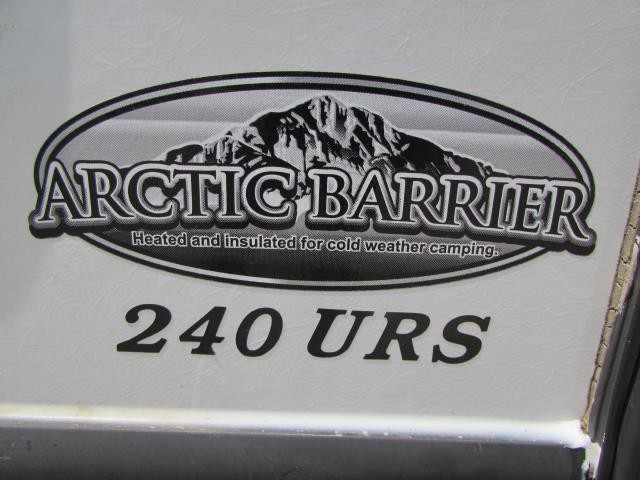 ARCTIC BARRIER
Heated and insulated for cold weather camping.
240 URS